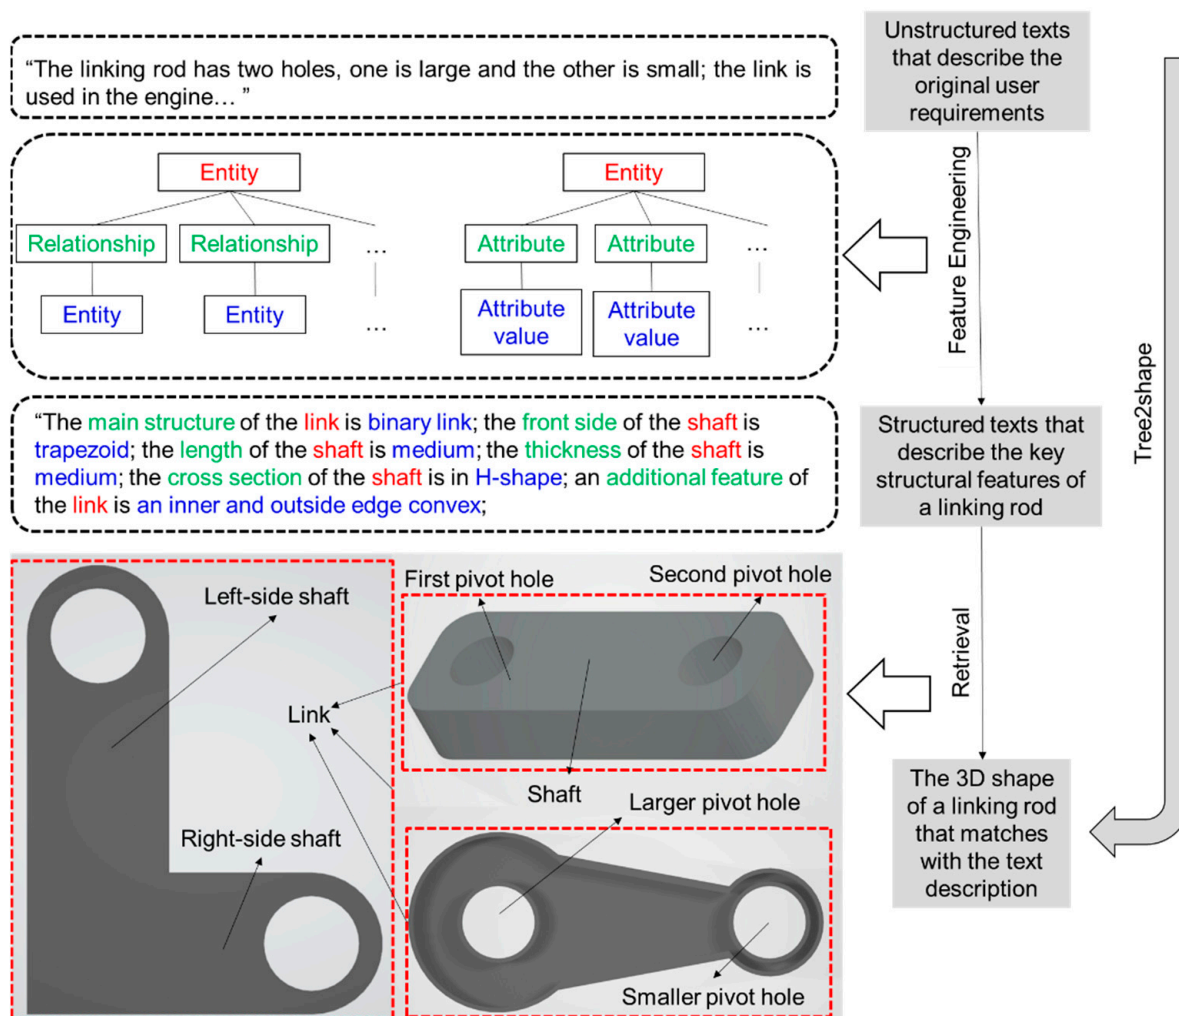 Unstructured texts
that describe the
original user
requirements
“The linking rod has two holes, one is large and the other is small; the link is
used in the engine… ”
Entity
Entity
Relationship
Relationship
…
Attribute
Attribute
…
Entity
Entity
…
Attribute
value
Attribute
value
…
Feature Engineering
Tree2shape
“The main structure of the link is binary link; the front side of the shaft is
trapezoid; the length of the shaft is medium; the thickness of the shaft is
medium; the cross section of the shaft is in H-shape; an additional feature of
the link is an inner and outside edge convex;
Structured texts that
describe the key
structural features of
a linking rod
Retrieval
Left-side shaft
First pivot hole
Second pivot hole
Link
Shaft
Larger pivot hole
Right-side shaft
Smaller pivot hole
The 3D shape
of a linking rod
that matches
with the text
description